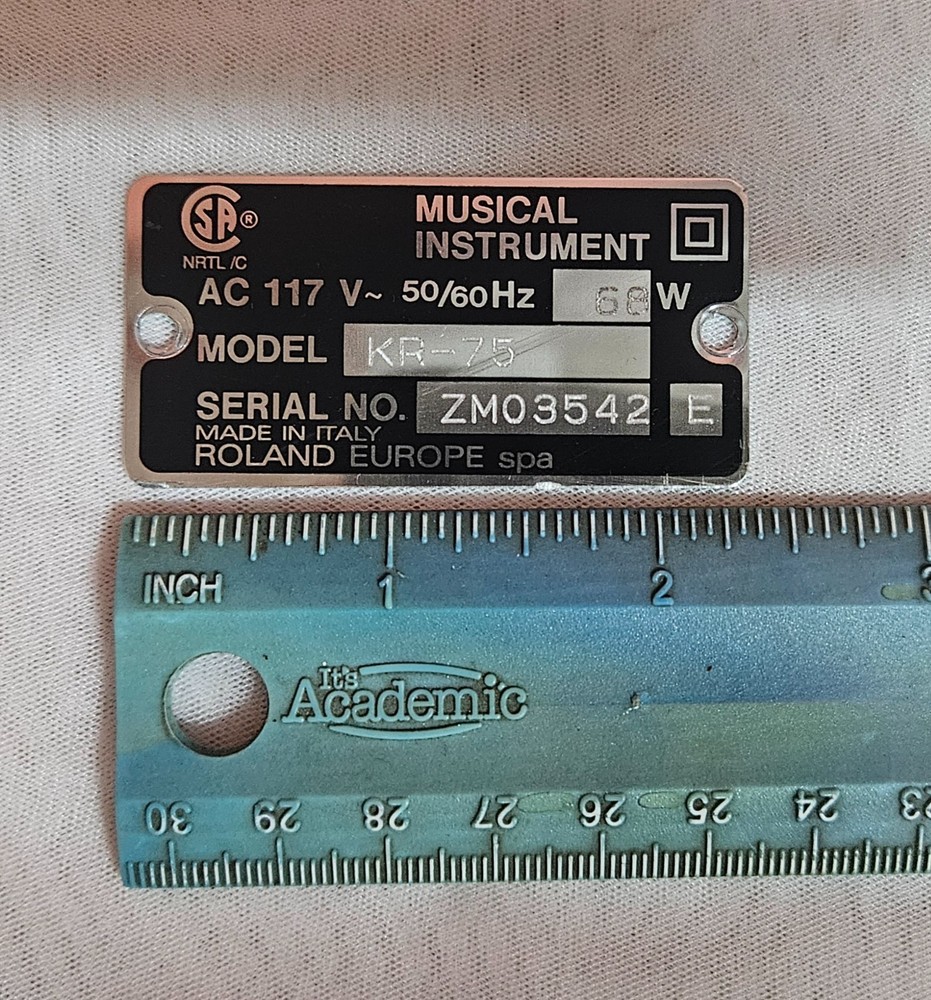 SA ®
NRTL /C
MUSICAL
INSTRUMENT
AC 117 V~ 50/60Hz 68 W
MODEL KR-75
SERIAL NO. ZM03542 E
MADE IN ITALY
ROLAND EUROPE spa
INCH 1 2 3
It's
Academic
30 29 28 27 26 25 24 23